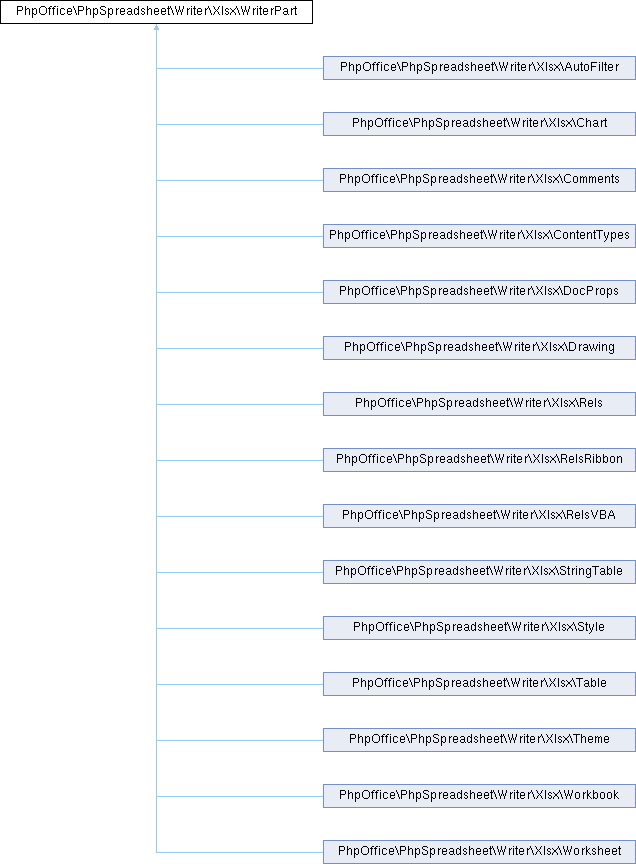 PhpOffice\PhpSpreadsheet\Writer\Xlsx\WriterPart
PhpOffice\PhpSpreadsheet\Writer\Xlsx\AutoFilter
PhpOffice\PhpSpreadsheet\Writer\Xlsx\Chart
PhpOffice\PhpSpreadsheet\Writer\Xlsx\Comments
PhpOffice\PhpSpreadsheet\Writer\Xlsx\ContentTypes
PhpOffice\PhpSpreadsheet\Writer\Xlsx\DocProps
PhpOffice\PhpSpreadsheet\Writer\Xlsx\Drawing
PhpOffice\PhpSpreadsheet\Writer\Xlsx\Rels
PhpOffice\PhpSpreadsheet\Writer\Xlsx\RelsRibbon
PhpOffice\PhpSpreadsheet\Writer\Xlsx\RelsVBA
PhpOffice\PhpSpreadsheet\Writer\Xlsx\StringTable
PhpOffice\PhpSpreadsheet\Writer\Xlsx\Style
PhpOffice\PhpSpreadsheet\Writer\Xlsx\Table
PhpOffice\PhpSpreadsheet\Writer\Xlsx\Theme
PhpOffice\PhpSpreadsheet\Writer\Xlsx\Workbook
PhpOffice\PhpSpreadsheet\Writer\Xlsx\Worksheet